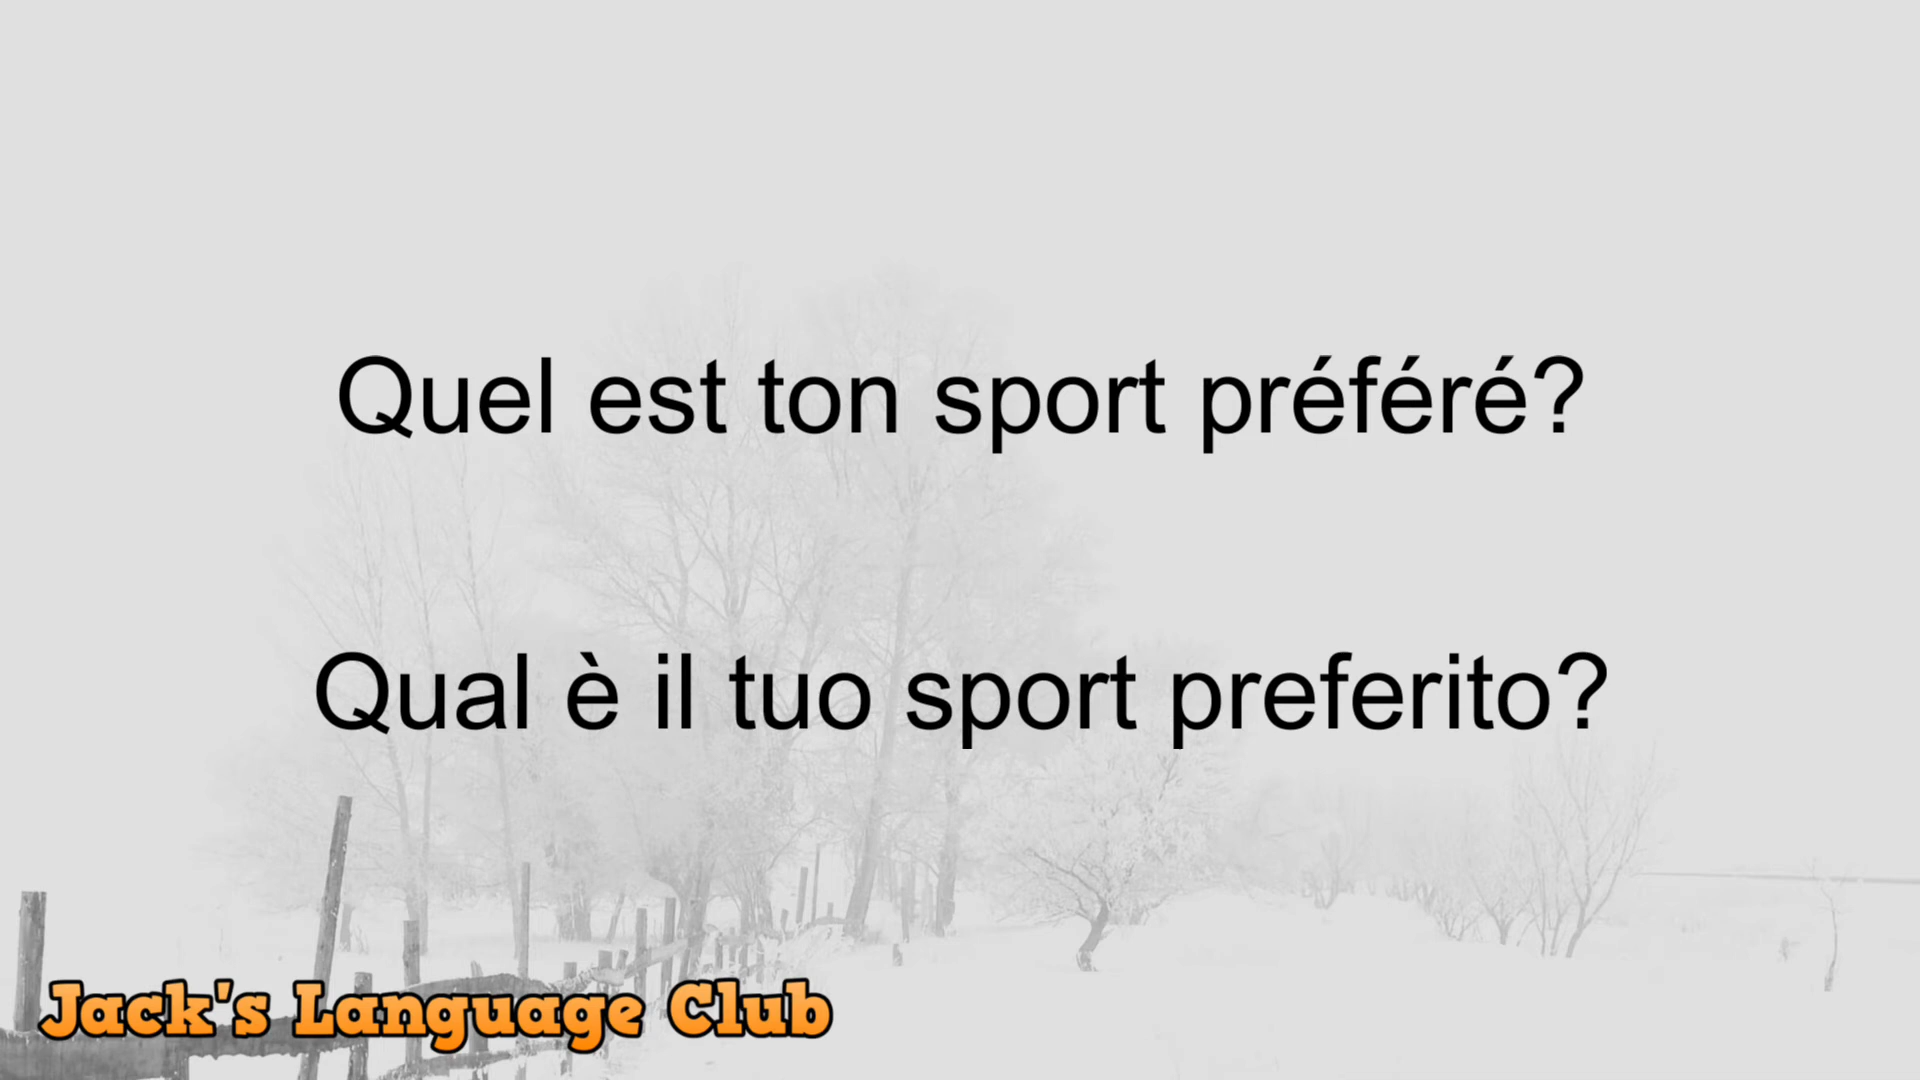 Quel est ton sport préféré?
Qual è il tuo sport preferito?
Jack's Language Club